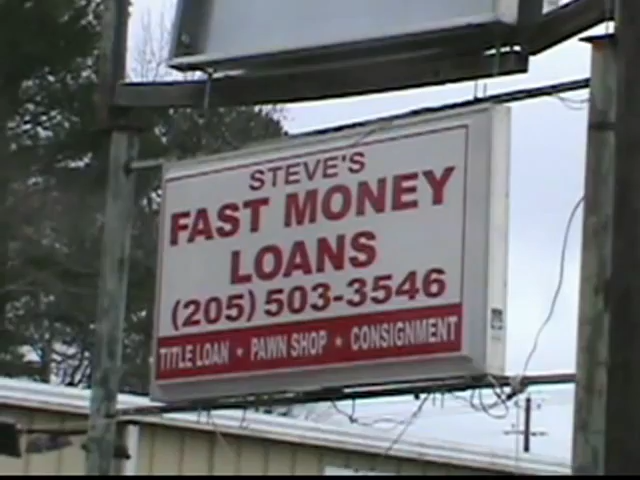 STEVE'S
FAST MONEY
LOANS
(205) 503-3546
TITLE LOAN * PAWN SHOP * CONSIGNMENT